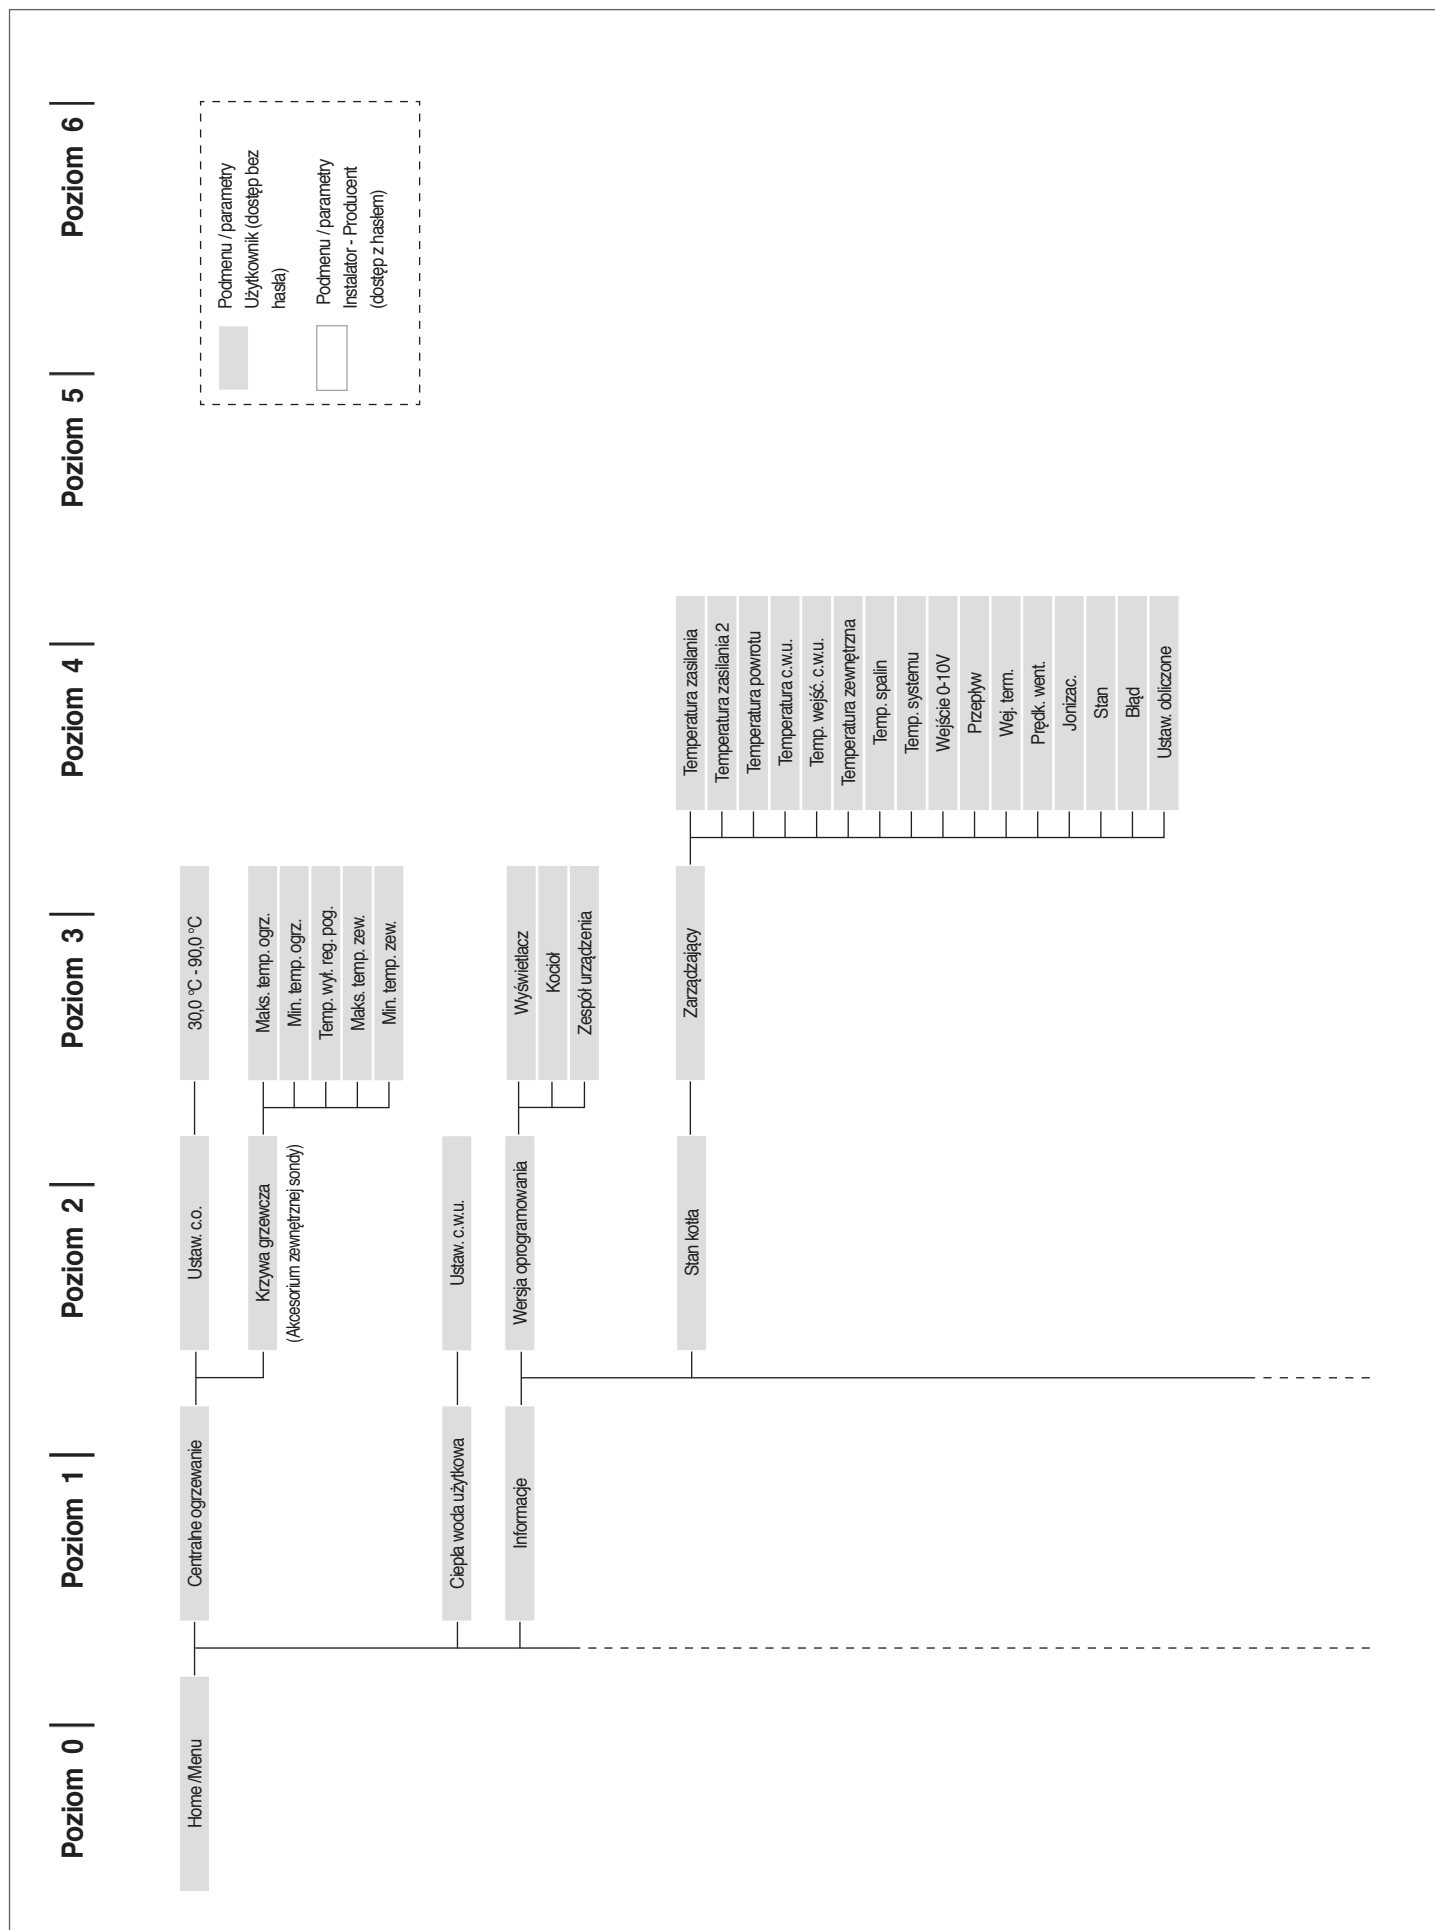 Poziom 0
Poziom 1
Poziom 2
Poziom 3
Poziom 4
Poziom 5
Poziom 6
Home /Menu
Centralne ogrzewanie
Ustaw. c.o.
30,0 °C - 90,0 °C
Krzywa grzewcza
(Akcesorium zewnętrznej sondy)
Maks. temp. ogrz.
Min. temp. ogrz.
Temp. wył. reg. pog.
Maks. temp. zew.
Min. temp. zew.
Ciepła woda użytkowa
Ustaw. c.w.u.
Informacje
Wersja oprogramowania
Wyświetlacz
Kocioł
Zespół urządzenia
Stan kotła
Zarządzający
Temperatura zasilania
Temperatura zasilania 2
Temperatura powrotu
Temperatura c.w.u.
Temp. wejść. c.w.u.
Temperatura zewnętrzna
Temp. spalin
Temp. systemu
Wejście 0-10V
Przepływ
Wej. term.
Prędk. went.
Jonizac.
Stan
Błąd
Ustaw. obliczone
Podmenu / parametry
Użytkownik (dostęp bez
hasła)
Podmenu / parametry
Instalator - Producent
(dostęp z hasłem)